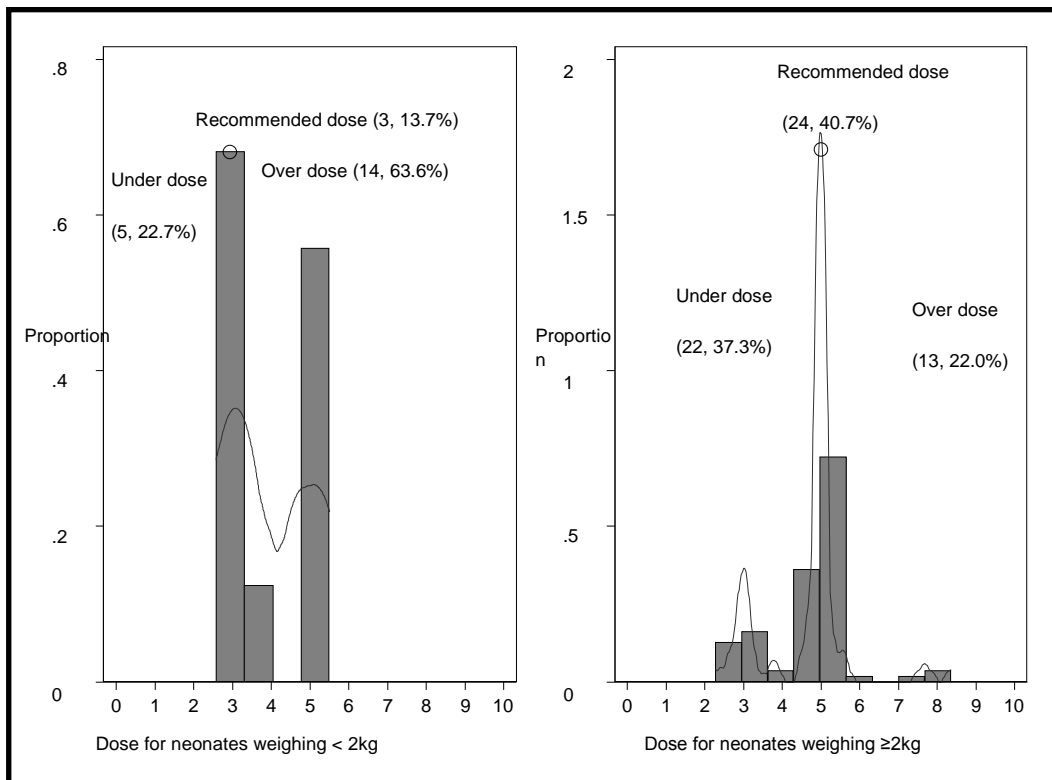 .8
Recommended dose (3, 13.7%)
Over dose (14, 63.6%)
Under dose
(5, 22.7%)
.6
Proportion
.4
.2
0
0 1 2 3 4 5 6 7 8 9 10
Dose for neonates weighing < 2kg
2
Recommended dose
(24, 40.7%)
1.5
Under dose
(22, 37.3%)
Over dose
(13, 22.0%)
Proportio
n
1
.5
0
0 1 2 3 4 5 6 7 8 9 10
Dose for neonates weighing ≥2kg